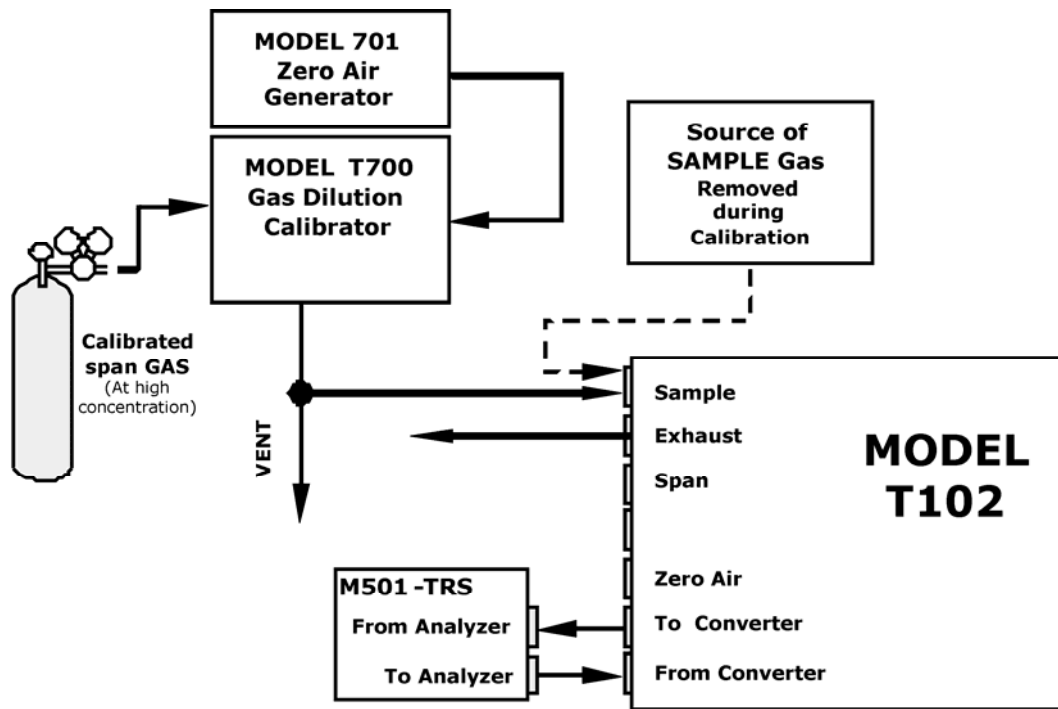 MODEL 701
Zero Air
Generator
MODEL T700
Gas Dilution
Calibrator
Source of
SAMPLE Gas
Removed
during
Calibration
Calibrated
span GAS
(At high
concentration)
VENT
Sample
Exhaust
Span
Zero Air
To Converter
From Converter
MODEL
T102
M501-TRS
From Analyzer
To Analyzer